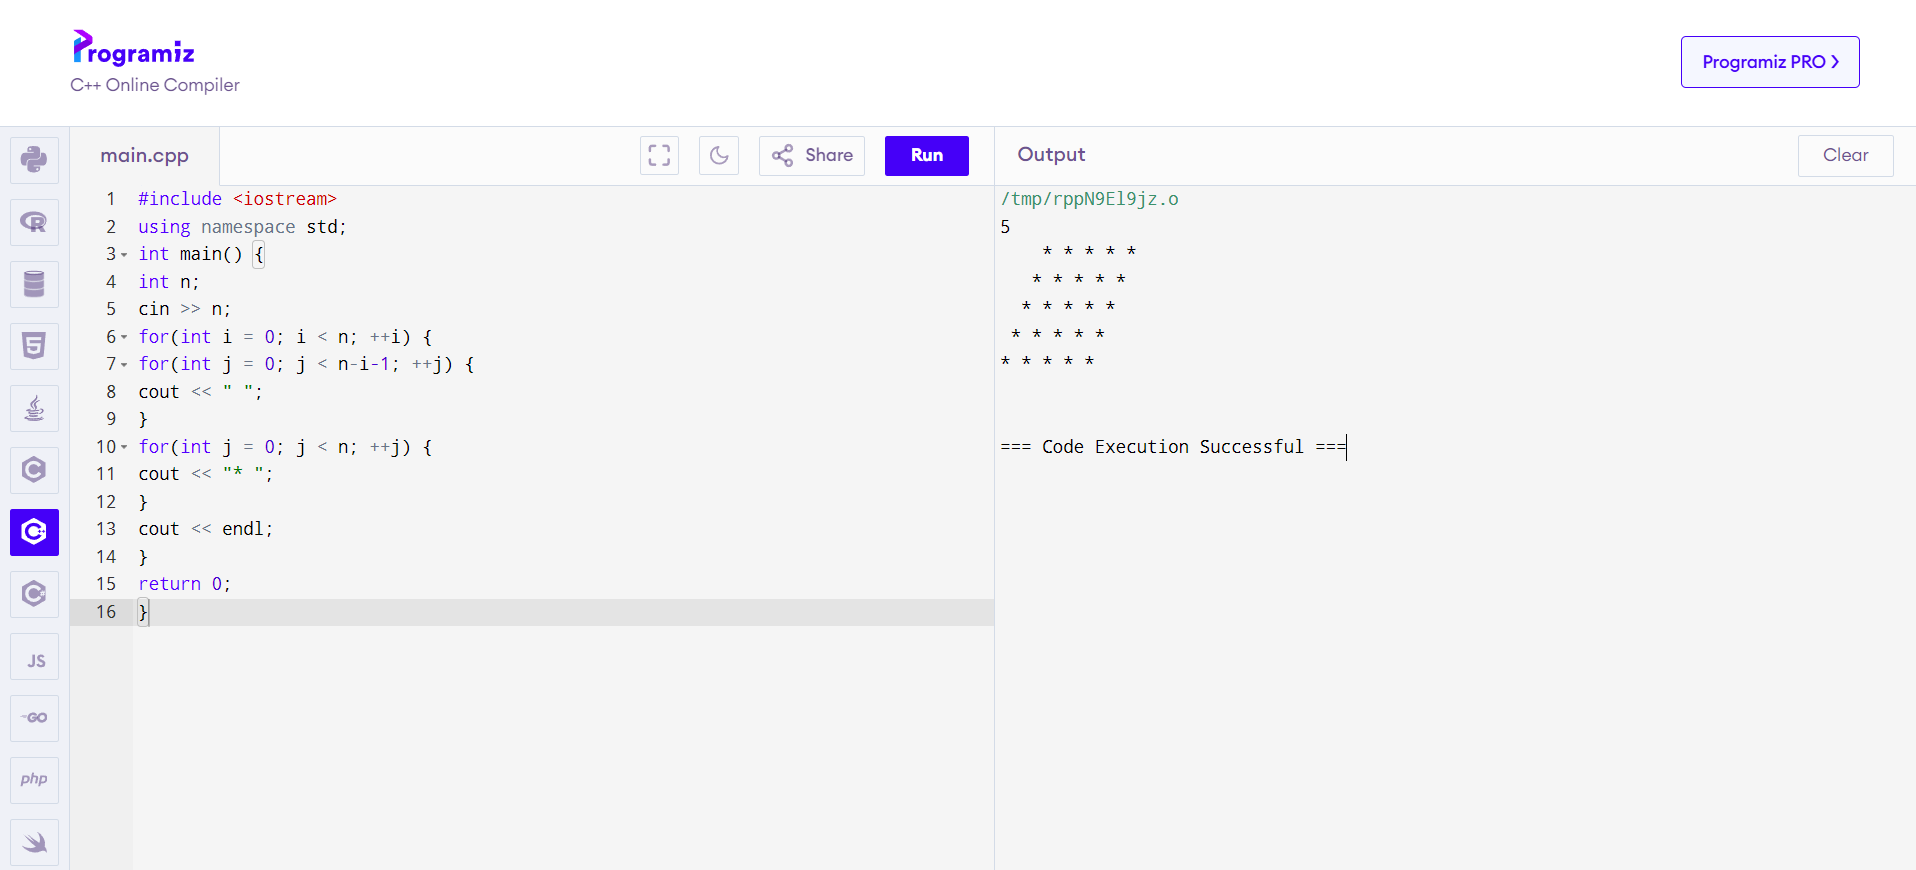 Programiz
C++ Online Compiler
Programiz PRO >
main.cpp
Share
Run
Output
Clear
1 #include <iostream>
2 using namespace std;
3 int main() {
4 int n;
5 cin >> n;
6 for(int i = 0; i < n; ++i) {
7 for(int j = 0; j < n-i-1; ++j) {
8 cout << " ";
9 }
10 for(int j = 0; j < n; ++j) {
11 cout << "* ";
12 }
13 cout << endl;
14 }
15 return 0;
16 }
/tmp/rppN9El9jz.o
5
    * * * * *
   * * * * *
  * * * * *
 * * * * *
* * * * *
=== Code Execution Successful ===
R
5
C
C+
C
JS
GO
php